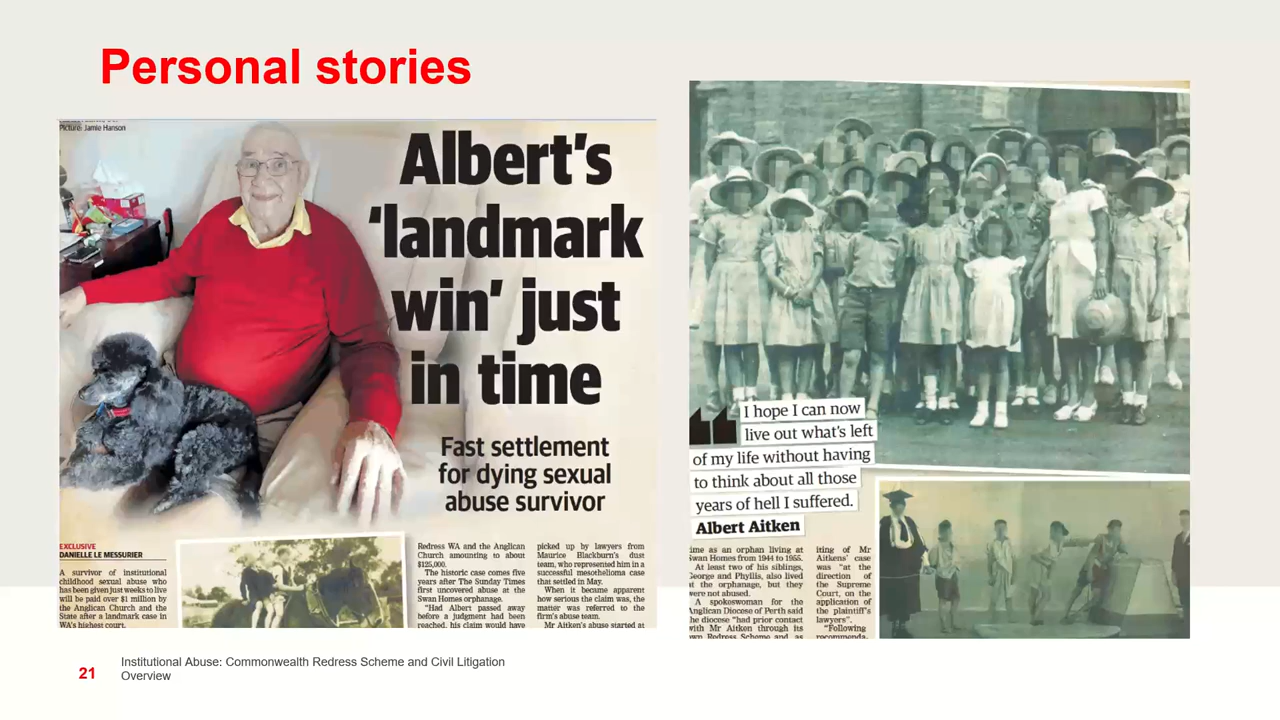 Personal stories
Picture: Jamie Hanson
Albert's
'landmark
win' just
in time
Fast settlement
for dying sexual
abuse survivor
EXCLUSIVE
DANIELLE LE MESSURIER
A survivor of institutional
childhood sexual abuse who
has been given just weeks to live
will be paid over $1 million by
the Anglican Church and the
State after a landmark case in
WA's highest court.
Redress WA and the Anglican
Church amounting to about
$125,000.
The historic case comes five
years after The Sunday Times
first uncovered abuse at the
Swan Homes orphanage.
"Had Albert passed away
before a judgment had been
reached, his claim would have
picked up by lawyers from
Maurice Blackburn's dust
team, who represented him in a
successful mesothelioma case
that settled in May.
When it became apparent
how serious the claim was, the
matter was referred to the
firm's abuse team.
Mr Aitken's abuse started at
I hope I can now
live out what's left
of my life without having
to think about all those
years of hell I suffered.
Albert Aitken
time as an orphan living at
Swan Homes from 1944 to 1955.
At least two of his siblings,
George and Phyllis, also lived
at the orphanage, but they
were not abused.
A spokeswoman for the
Anglican Diocese of Perth said
the diocese "had prior contact
with Mr Aitken through its
own Redress Scheme and as
iting of Mr
Aitkens' case
was "at the
direction of
the Supreme
Court, on the
application of
the plaintiff's
lawyers".
"Following
recommenda-
21
Institutional Abuse: Commonwealth Redress Scheme and Civil Litigation
Overview